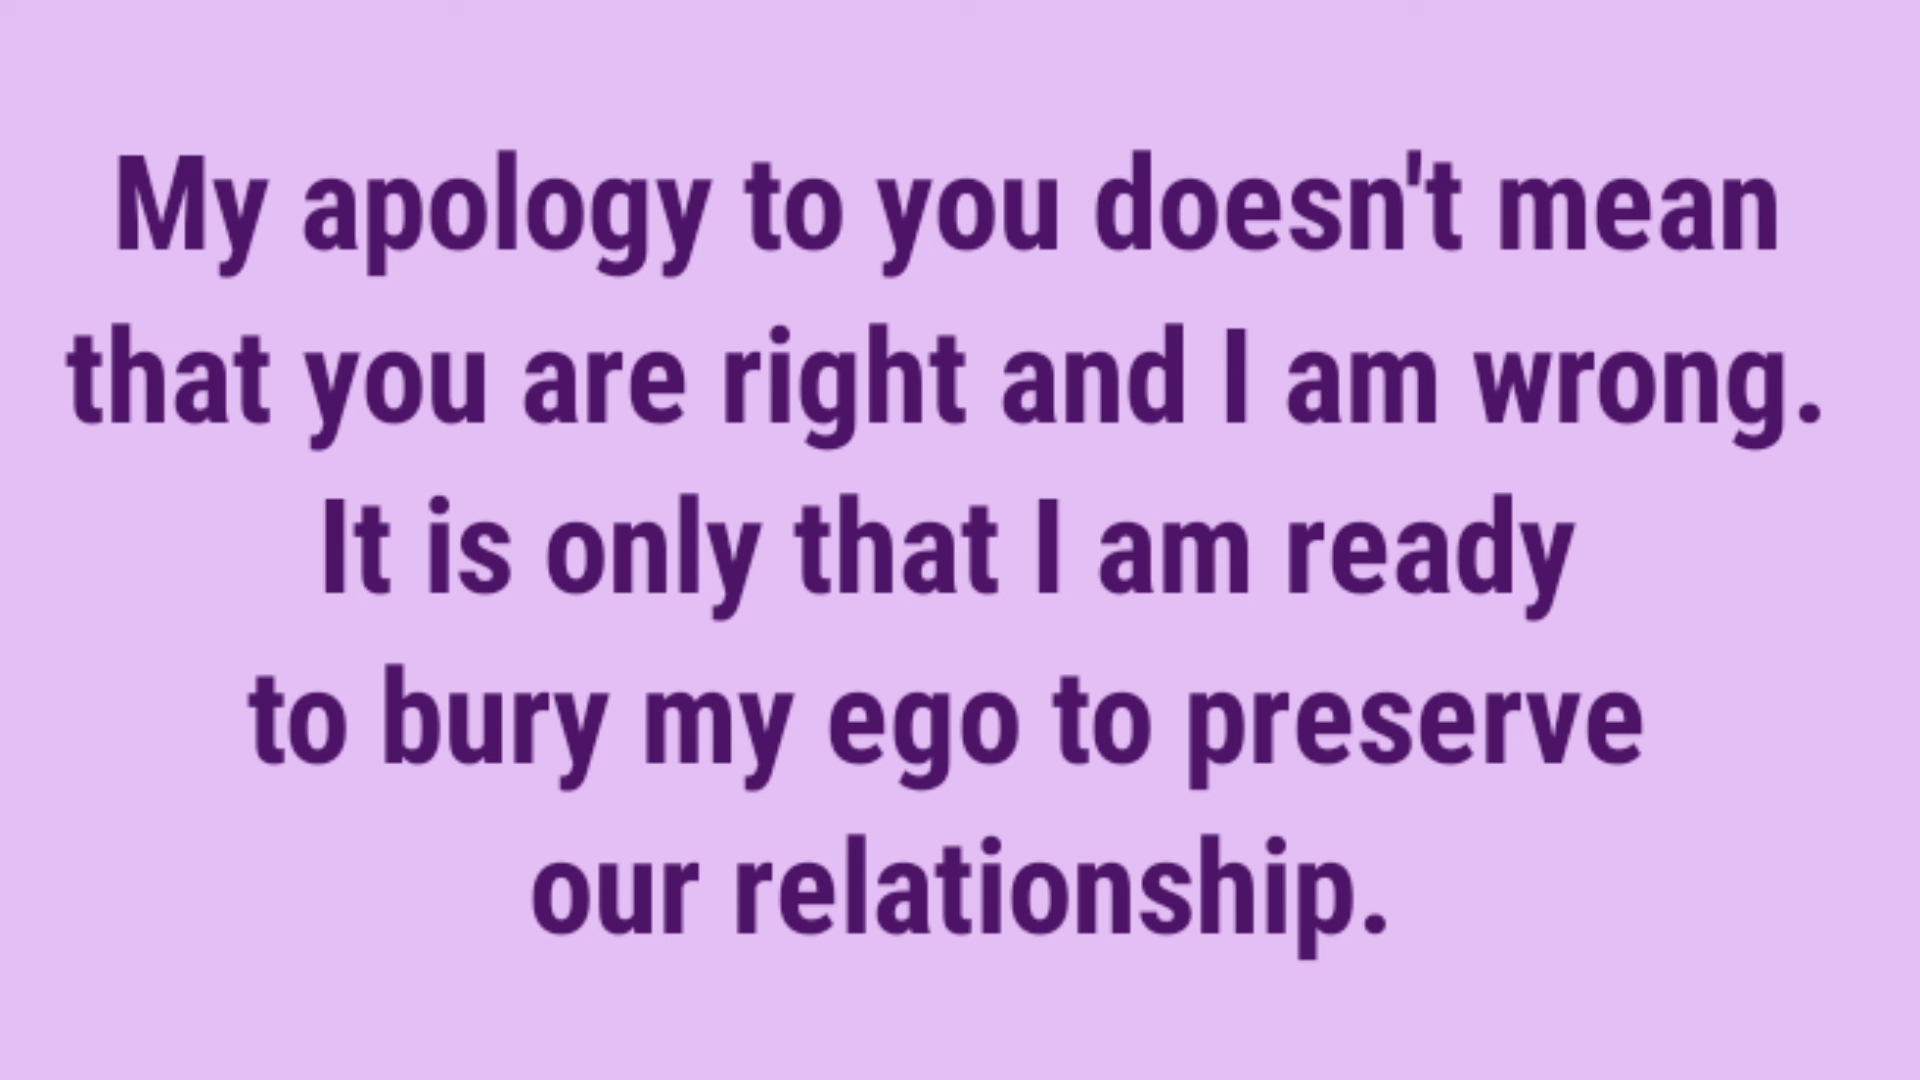 My apology to you doesn't mean
that you are right and I am wrong.
It is only that I am ready
to bury my ego to preserve
our relationship.